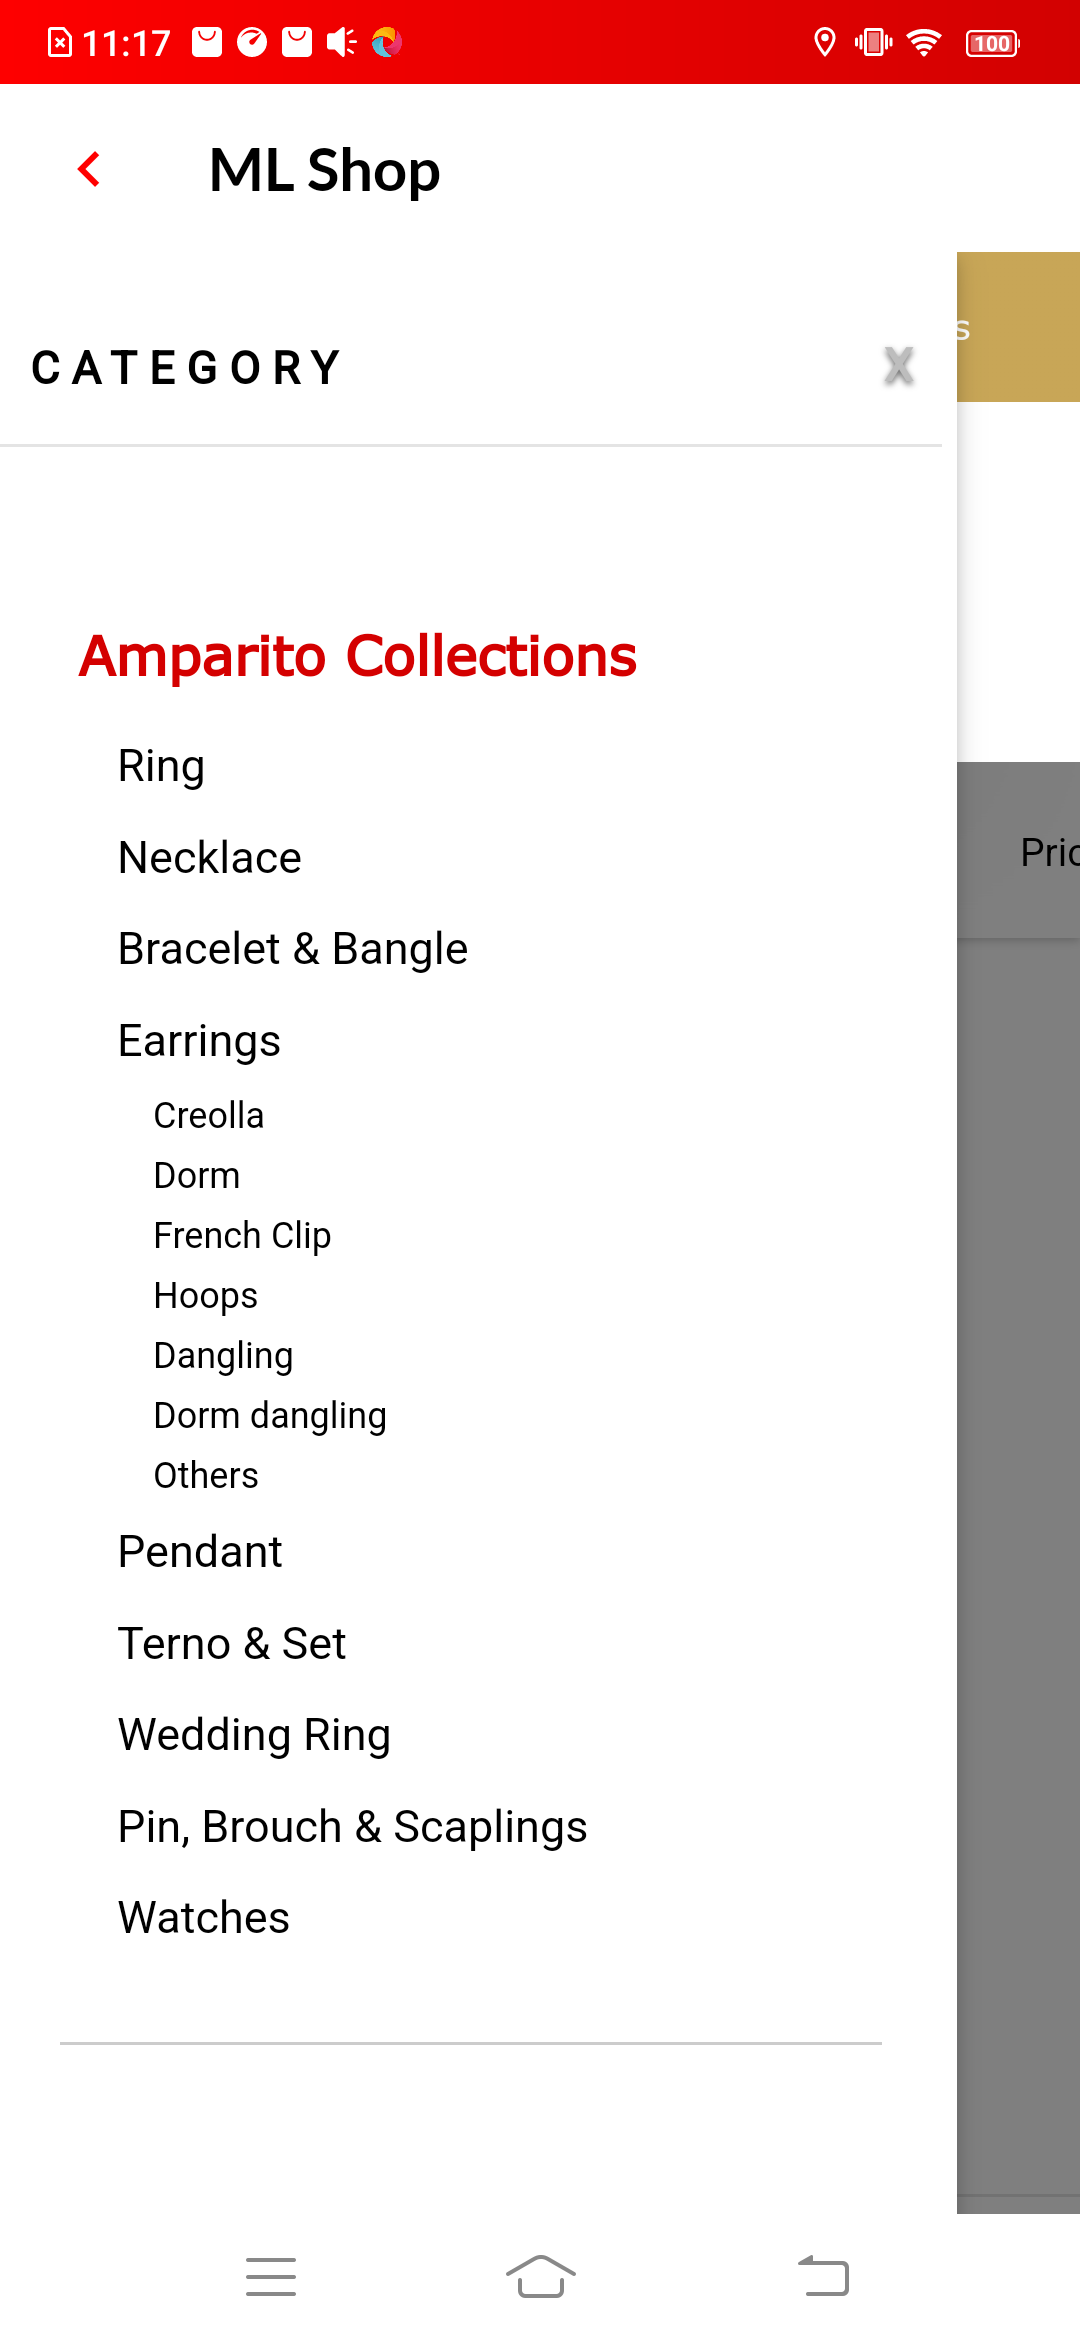 11:17
100
ML Shop
s
CATEGORY
X
Amparito Collections
Ring
Necklace
Pric
Bracelet & Bangle
Earrings
Creolla
Dorm
French Clip
Hoops
Dangling
Dorm dangling
Others
Pendant
Terno & Set
Wedding Ring
Pin, Brouch & Scaplings
Watches